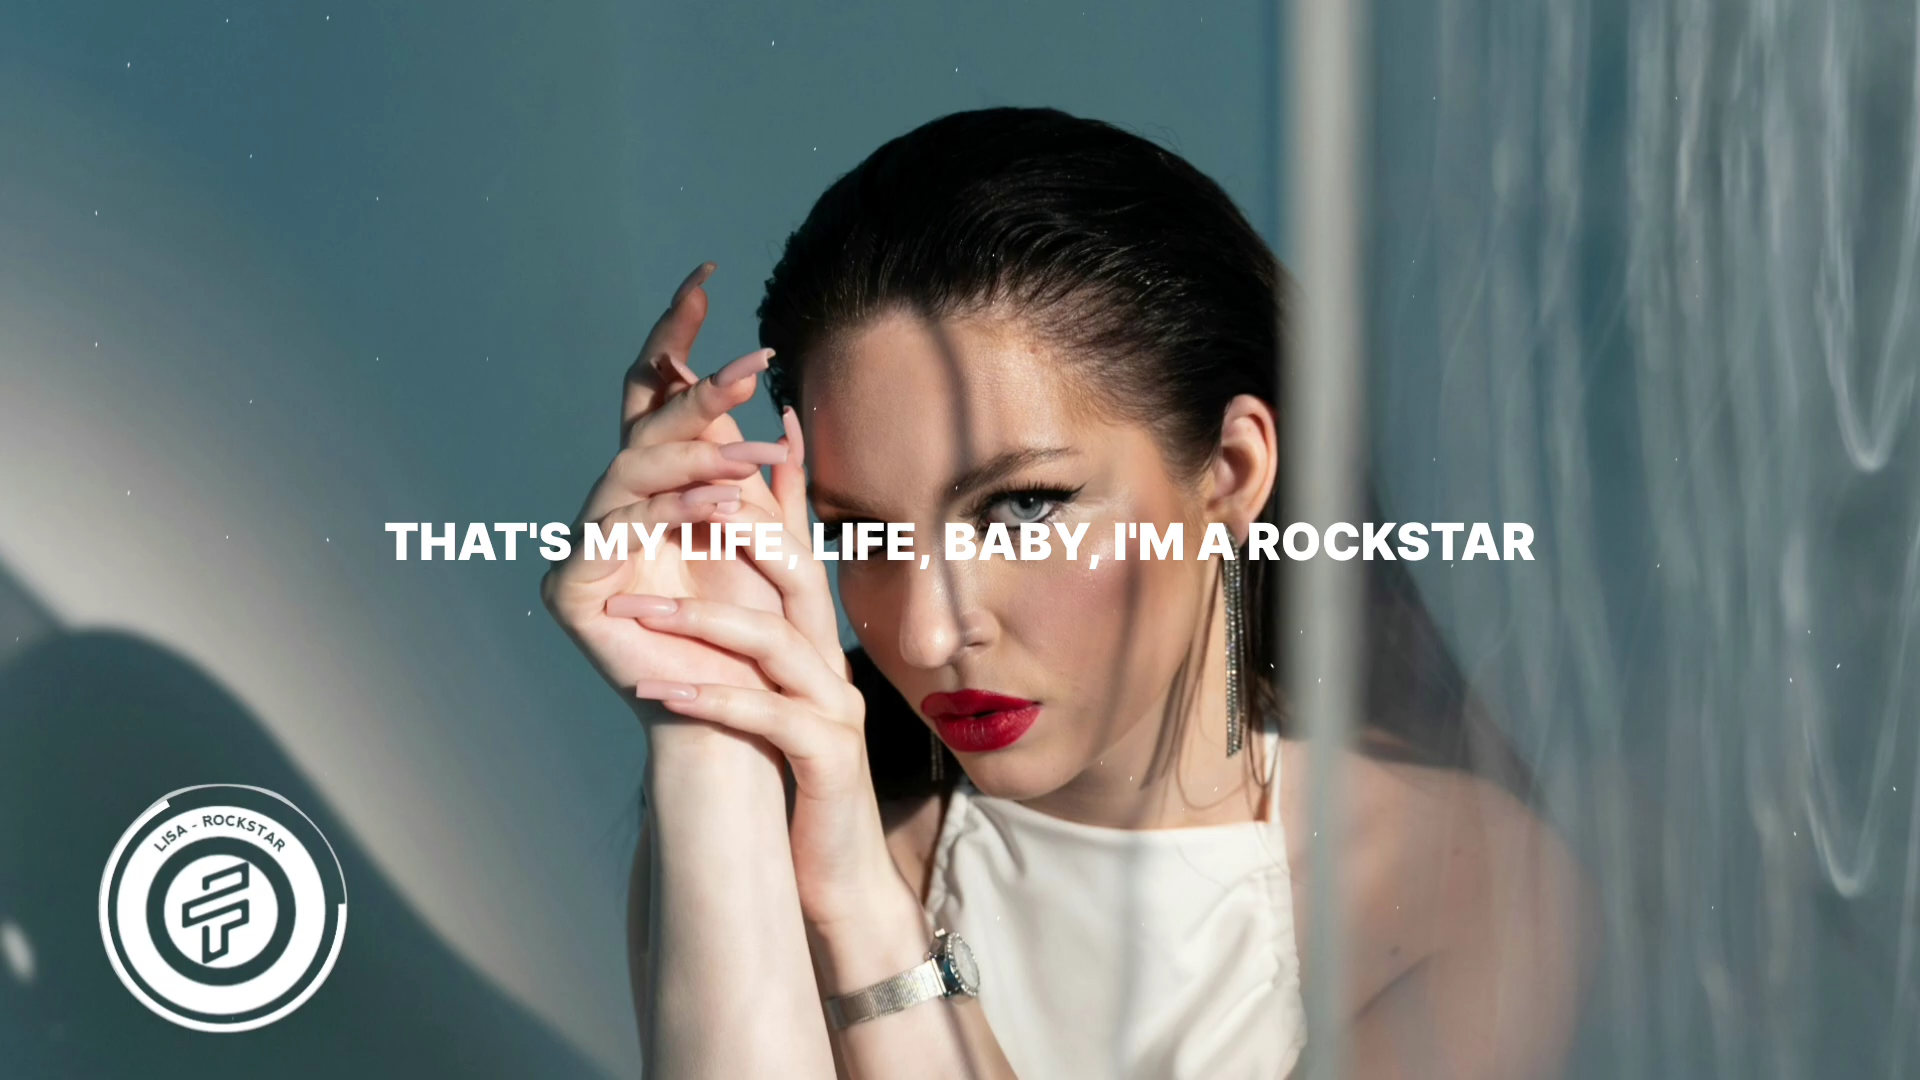 THAT'S MY LIFE, LIFE, BABY, I'M A ROCKSTAR
LISA - ROCKSTAR